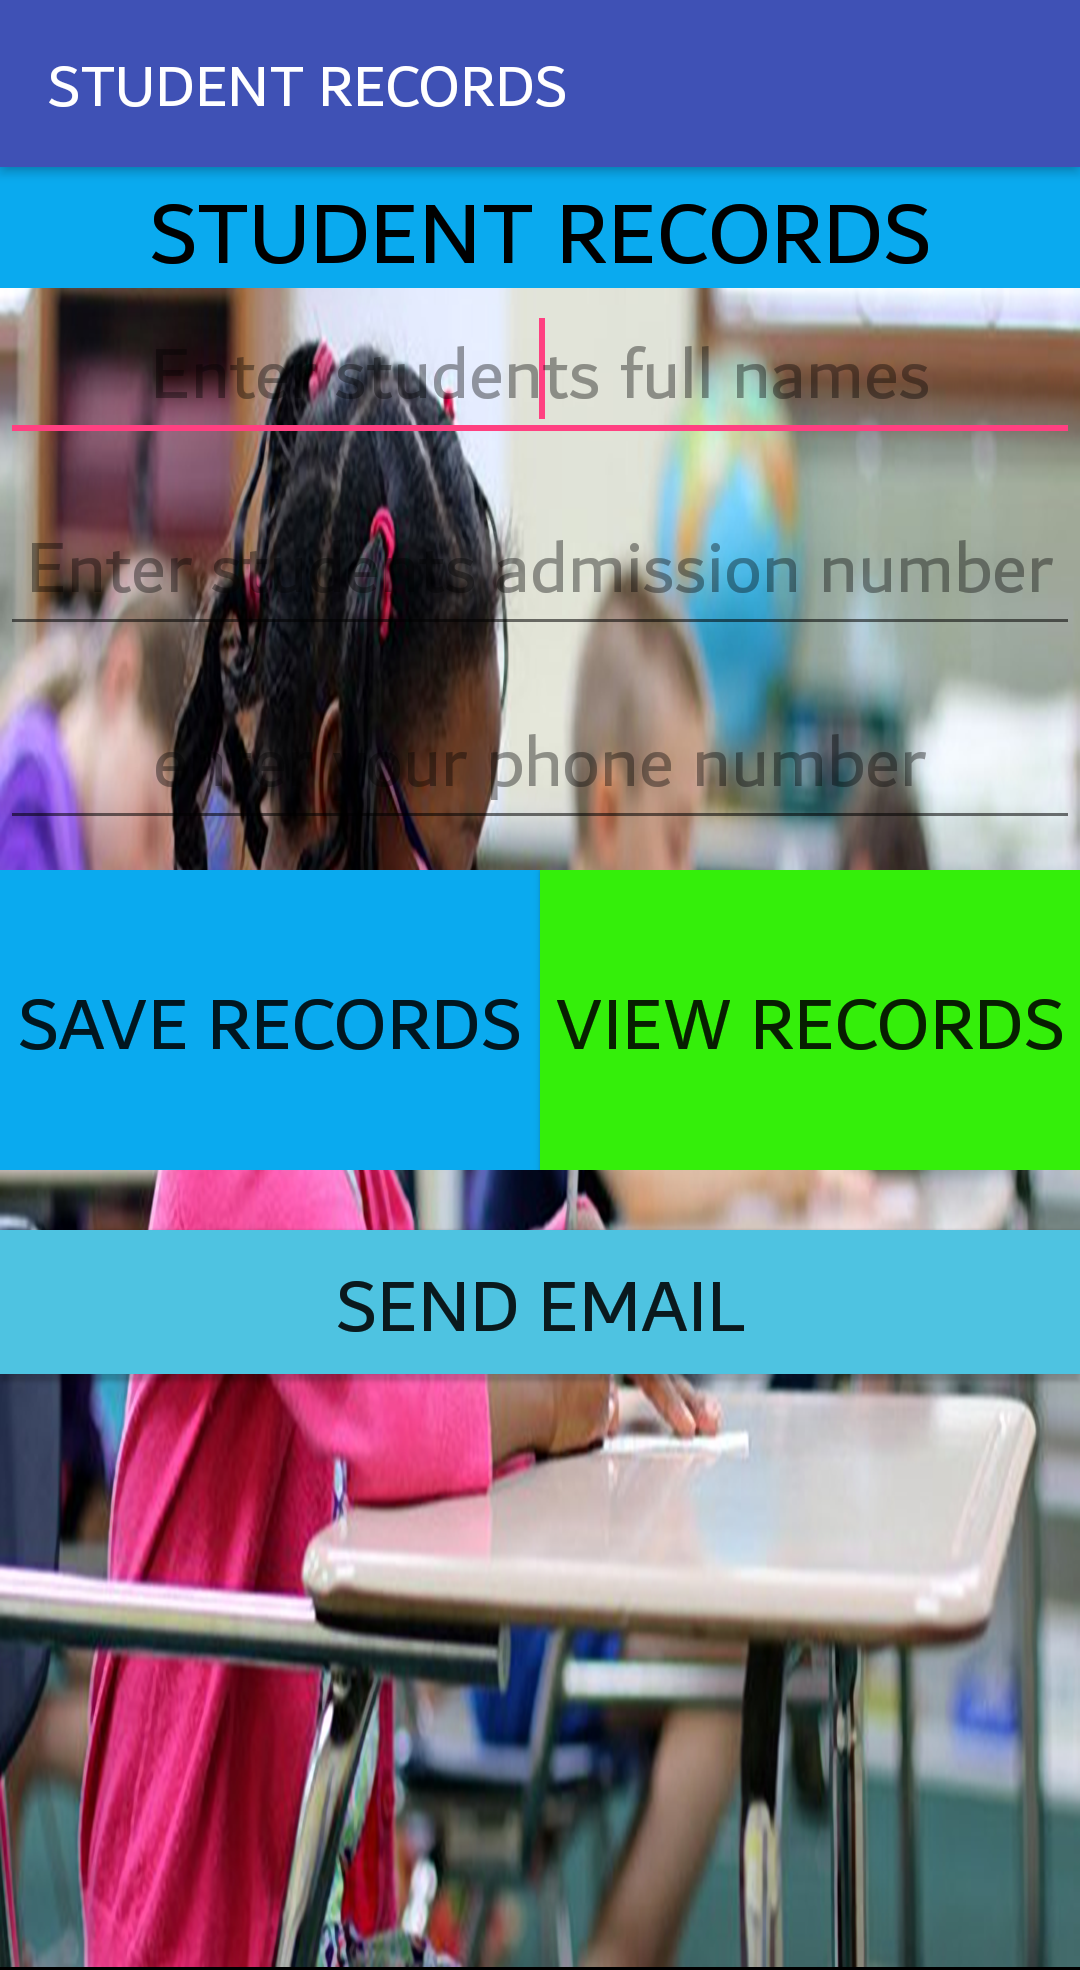 STUDENT RECORDS
STUDENT RECORDS
Enter students full names
Enter students admission number
enter your phone number
SAVE RECORDS
VIEW RECORDS
SEND EMAIL